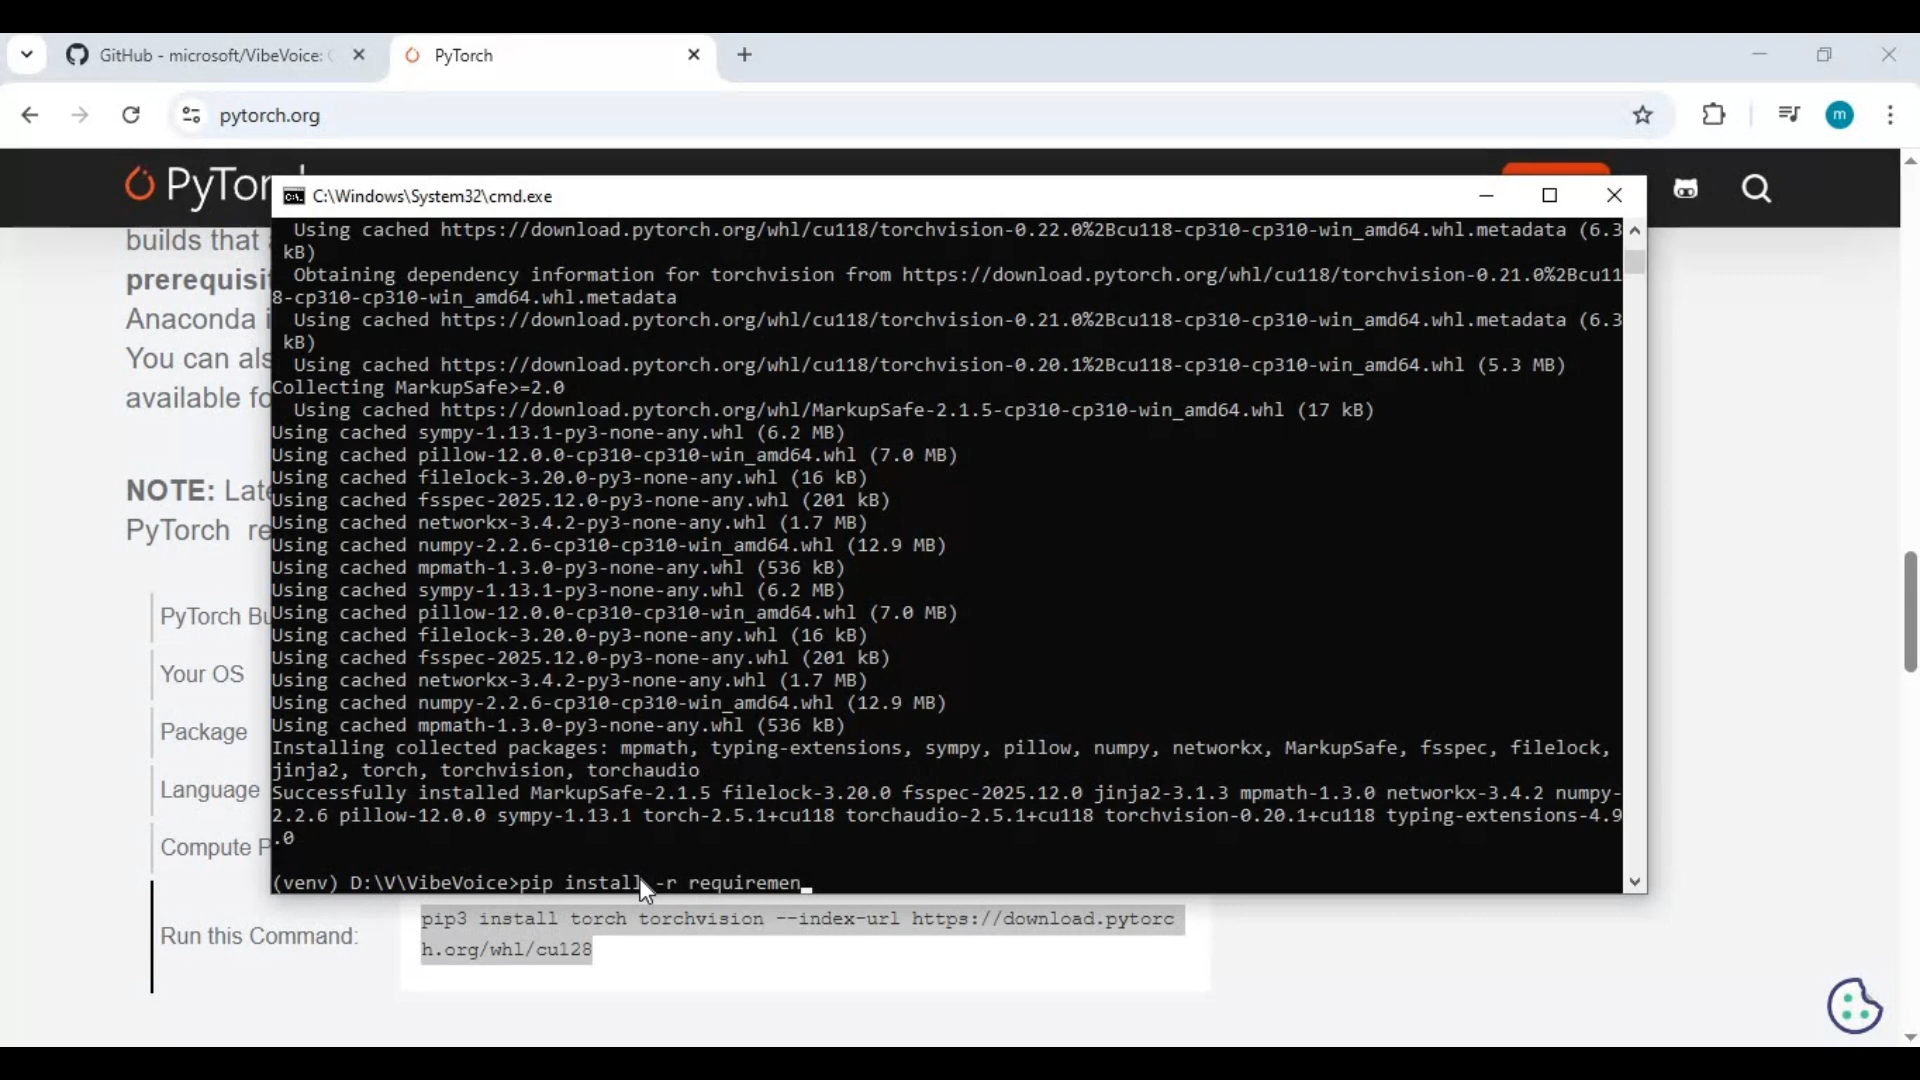 GitHub - microsoft/VibeVoice:
PyTorch
pytorch.org
m
PyTor
builds that
prerequisit
Anaconda i
You can als
available fo
NOTE: Late
PyTorch re
PyTorch Bu
Your OS
Package
Language
Compute P
Run this Command:
C:\Windows\System32\cmd.exe
Using cached https://download.pytorch.org/whl/cu118/torchvision-0.22.0%2Bcu118-cp310-cp310-win_amd64.whl.metadata (6.3
kB)
Obtaining dependency information for torchvision from https://download.pytorch.org/whl/cu118/torchvision-0.21.0%2Bcu11
8-cp310-cp310-win_amd64.whl.metadata
Using cached https://download.pytorch.org/whl/cu118/torchvision-0.21.0%2Bcu118-cp310-cp310-win_amd64.whl.metadata (6.3
kB)
Using cached https://download.pytorch.org/whl/cu118/torchvision-0.20.1%2Bcu118-cp310-cp310-win_amd64.whl (5.3 MB)
Collecting MarkupSafe>=2.0
Using cached https://download.pytorch.org/whl/MarkupSafe-2.1.5-cp310-cp310-win_amd64.whl (17 kB)
Using cached sympy-1.13.1-py3-none-any.whl (6.2 MB)
Using cached pillow-12.0.0-cp310-cp310-win_amd64.whl (7.0 MB)
Using cached filelock-3.20.0-py3-none-any.whl (16 kB)
Using cached fsspec-2025.12.0-py3-none-any.whl (201 kB)
Using cached networkx-3.4.2-py3-none-any.whl (1.7 MB)
Using cached numpy-2.2.6-cp310-cp310-win_amd64.whl (12.9 MB)
Using cached mpmath-1.3.0-py3-none-any.whl (536 kB)
Using cached sympy-1.13.1-py3-none-any.whl (6.2 MB)
Using cached pillow-12.0.0-cp310-cp310-win_amd64.whl (7.0 MB)
Using cached filelock-3.20.0-py3-none-any.whl (16 kB)
Using cached fsspec-2025.12.0-py3-none-any.whl (201 kB)
Using cached networkx-3.4.2-py3-none-any.whl (1.7 MB)
Using cached numpy-2.2.6-cp310-cp310-win_amd64.whl (12.9 MB)
Using cached mpmath-1.3.0-py3-none-any.whl (536 kB)
Installing collected packages: mpmath, typing-extensions, sympy, pillow, numpy, networkx, MarkupSafe, fsspec, filelock,
jinja2, torch, torchvision, torchaudio
Successfully installed MarkupSafe-2.1.5 filelock-3.20.0 fsspec-2025.12.0 jinja2-3.1.3 mpmath-1.3.0 networkx-3.4.2 numpy-
2.2.6 pillow-12.0.0 sympy-1.13.1 torch-2.5.1+cu118 torchaudio-2.5.1+cu118 torchvision-0.20.1+cu118 typing-extensions-4.9
.0
(venv) D:\V\VibeVoice>pip install -r requiremen_
pip3 install torch torchvision --index-url https://download.pytorc
h.org/whl/cu128